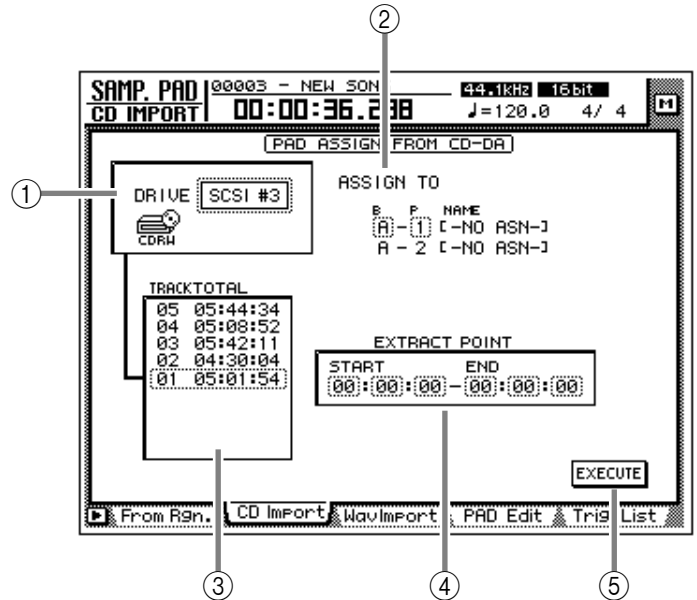 ②
SAMP. PAD 00003 - NEW SON 44.1kHz 16bit
CD IMPORT 00:00:36.298 ♩=120.0 4/ 4 M
PAD ASSIGN FROM CD-DA
①
DRIVE SCSI #3
CDRW
ASSIGN TO
B P NAME
A - 1 [-NO ASN-]
A - 2 [-NO ASN-]
TRACK TOTAL
05 05:44:34
04 05:08:52
03 05:42:11
02 04:30:04
01 05:01:54
EXTRACT POINT
START END
00:00:00-00:00:00
EXECUTE
From Rgn. CD Import WavImport PAD Edit Trig List
③ ④ ⑤